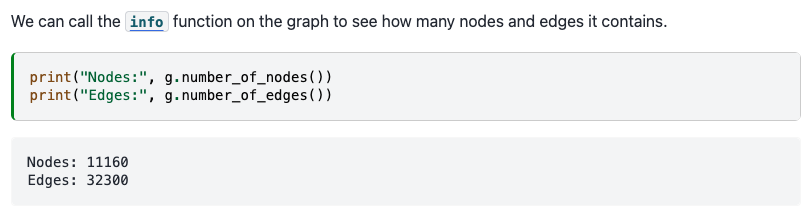 We can call the info function on the graph to see how many nodes and edges it contains.
print("Nodes:", g.number_of_nodes())
print("Edges:", g.number_of_edges())
Nodes: 11160
Edges: 32300